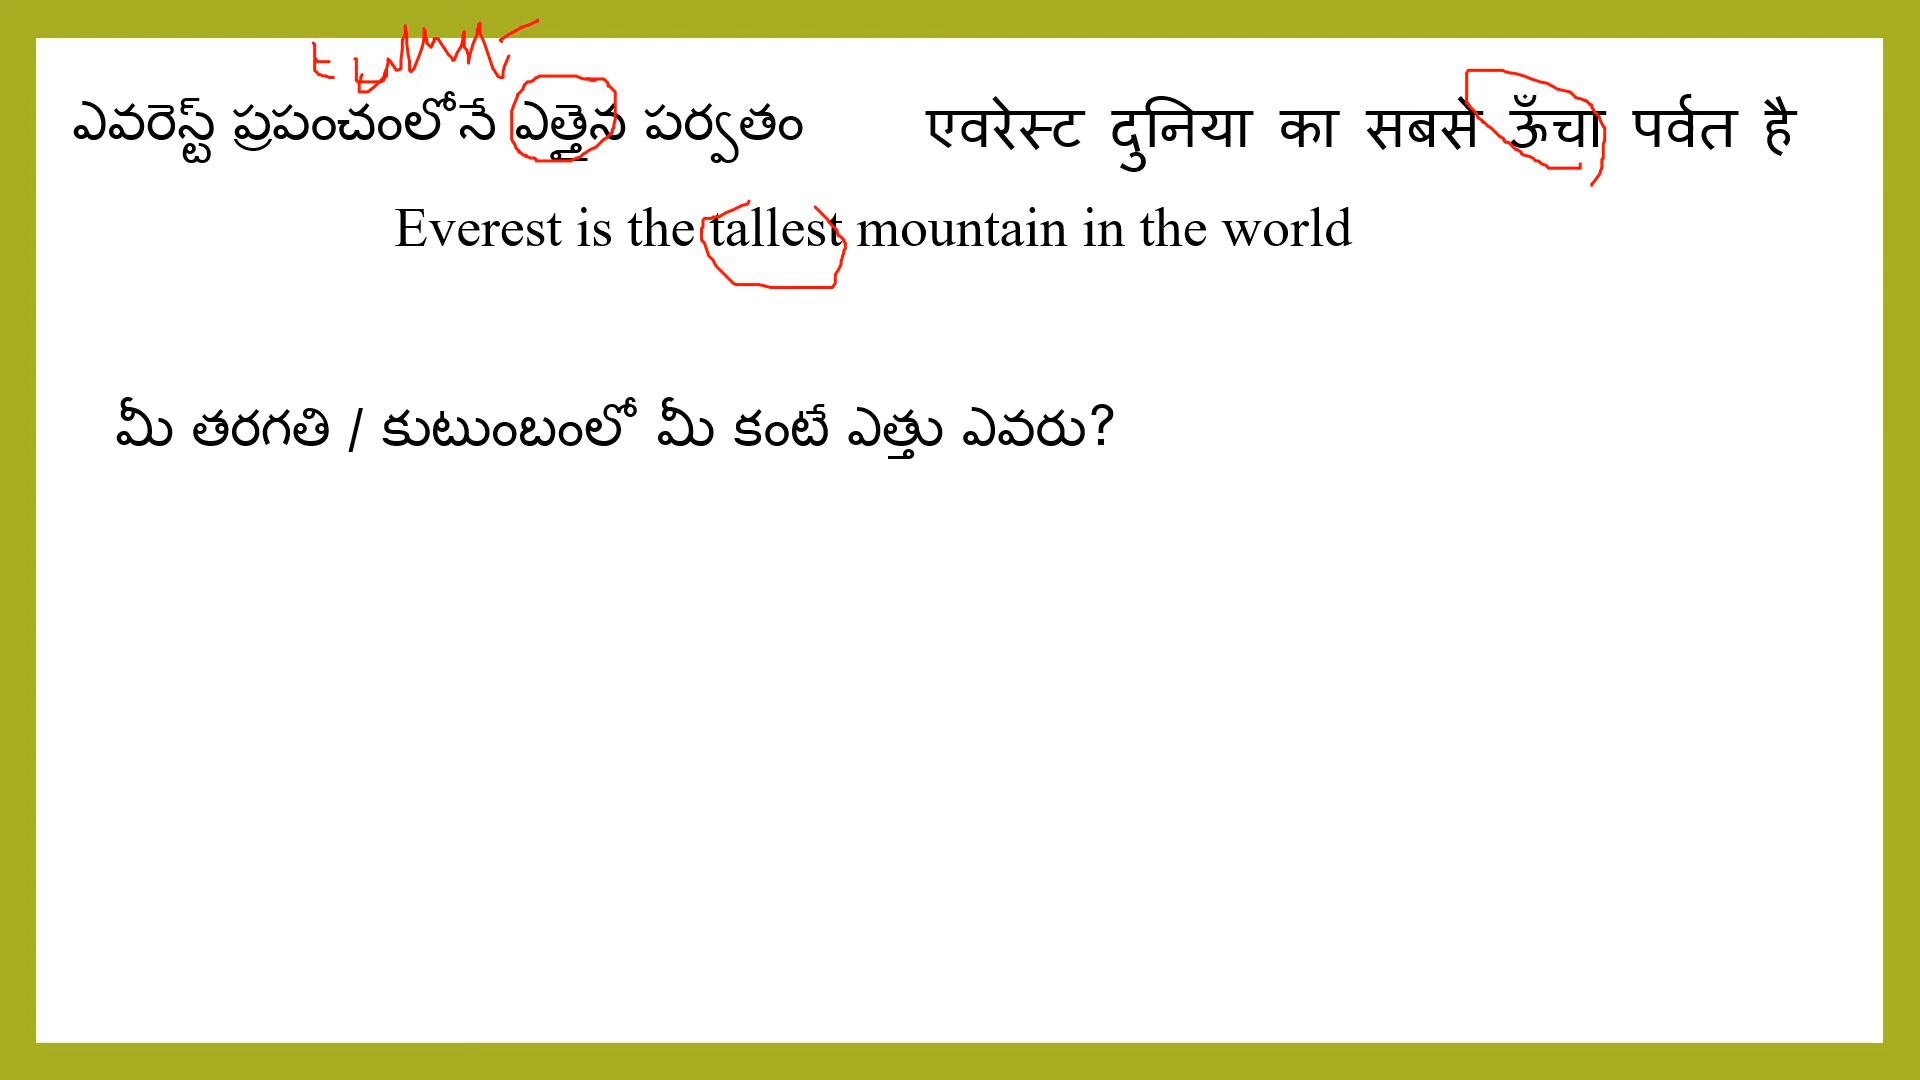 ఎవరెస్ట్ ప్రపంచంలోనే ఎత్తైన పర్వతం
एवरेस्ट दुनिया का सबसे ऊँचा पर्वत है
Everest is the tallest mountain in the world
మీ తరగతి / కుటుంబంలో మీ కంటే ఎత్తు ఎవరు?